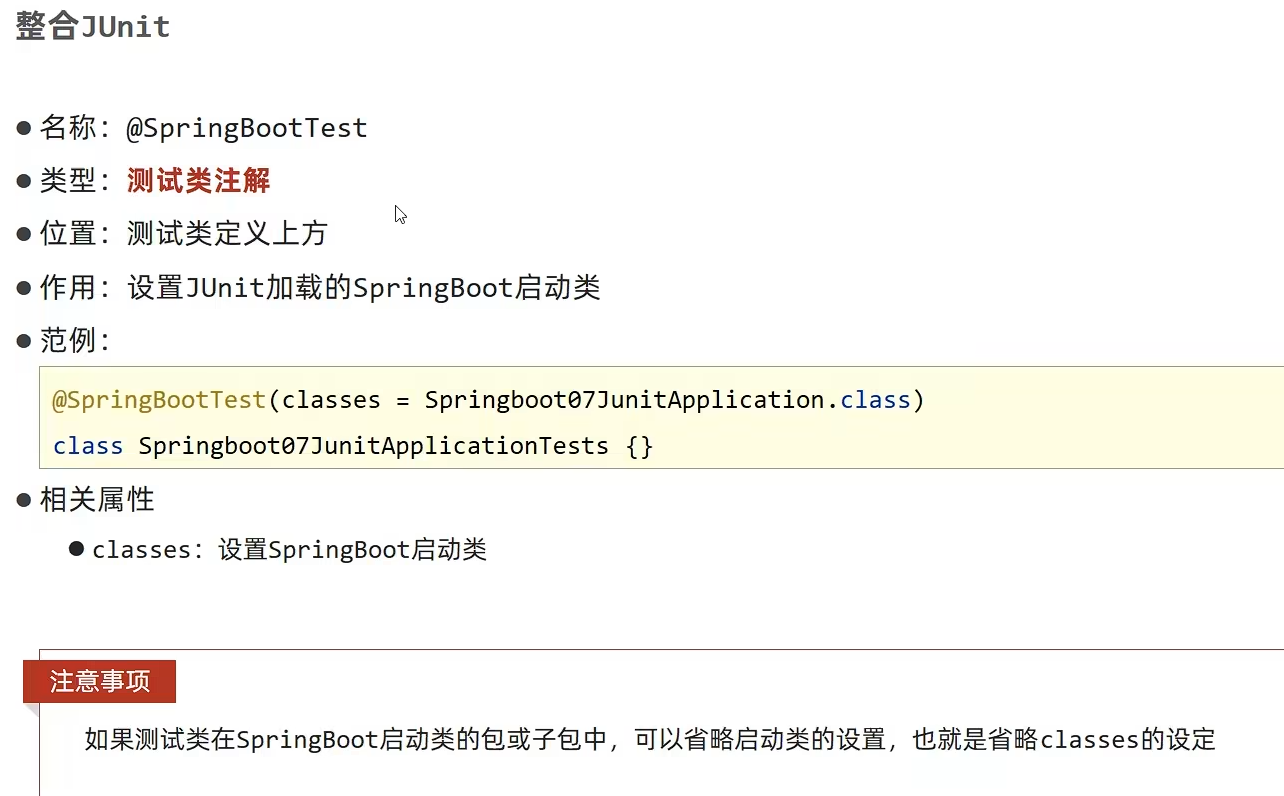 整合JUnit
● 名称：@SpringBootTest
● 类型：测试类注解
● 位置：测试类定义上方
● 作用：设置JUnit加载的SpringBoot启动类
● 范例：
@SpringBootTest(classes = Springboot07JunitApplication.class)
class Springboot07JunitApplicationTests {}
● 相关属性
● classes：设置SpringBoot启动类
注意事项
如果测试类在SpringBoot启动类的包或子包中，可以省略启动类的设置，也就是省略classes的设定